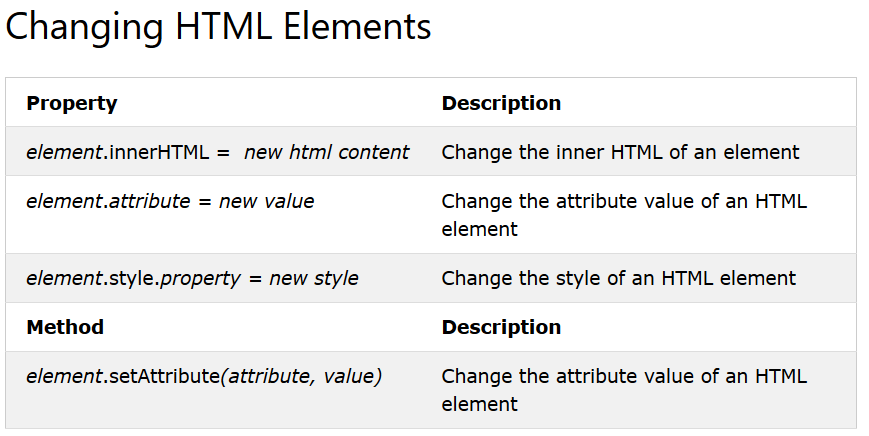 Changing HTML Elements
Property Description
element.innerHTML =  new html content Change the inner HTML of an element
element.attribute = new value Change the attribute value of an HTML
element
element.style.property = new style Change the style of an HTML element
Method Description
element.setAttribute(attribute, value) Change the attribute value of an HTML
element